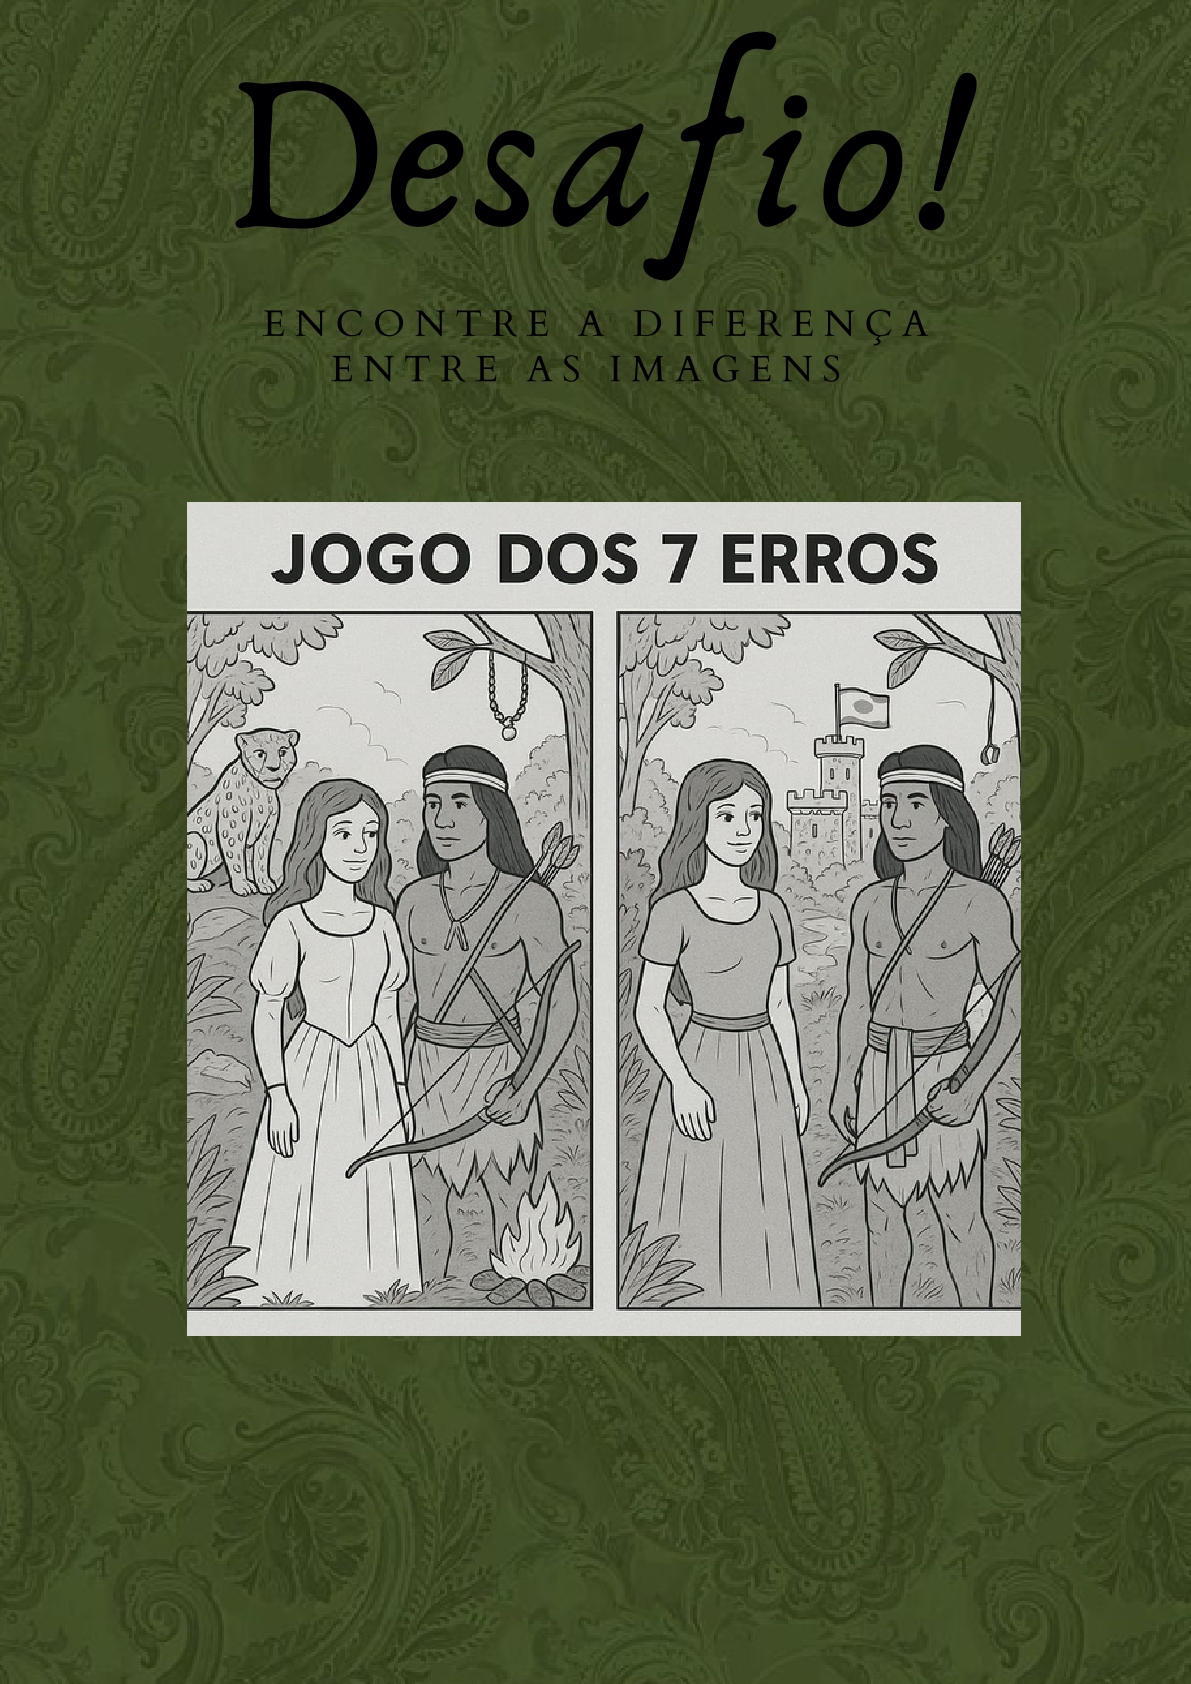 Desafio!
ENCONTRE A DIFERENÇA
ENTRE AS IMAGENS
JOGO DOS 7 ERROS